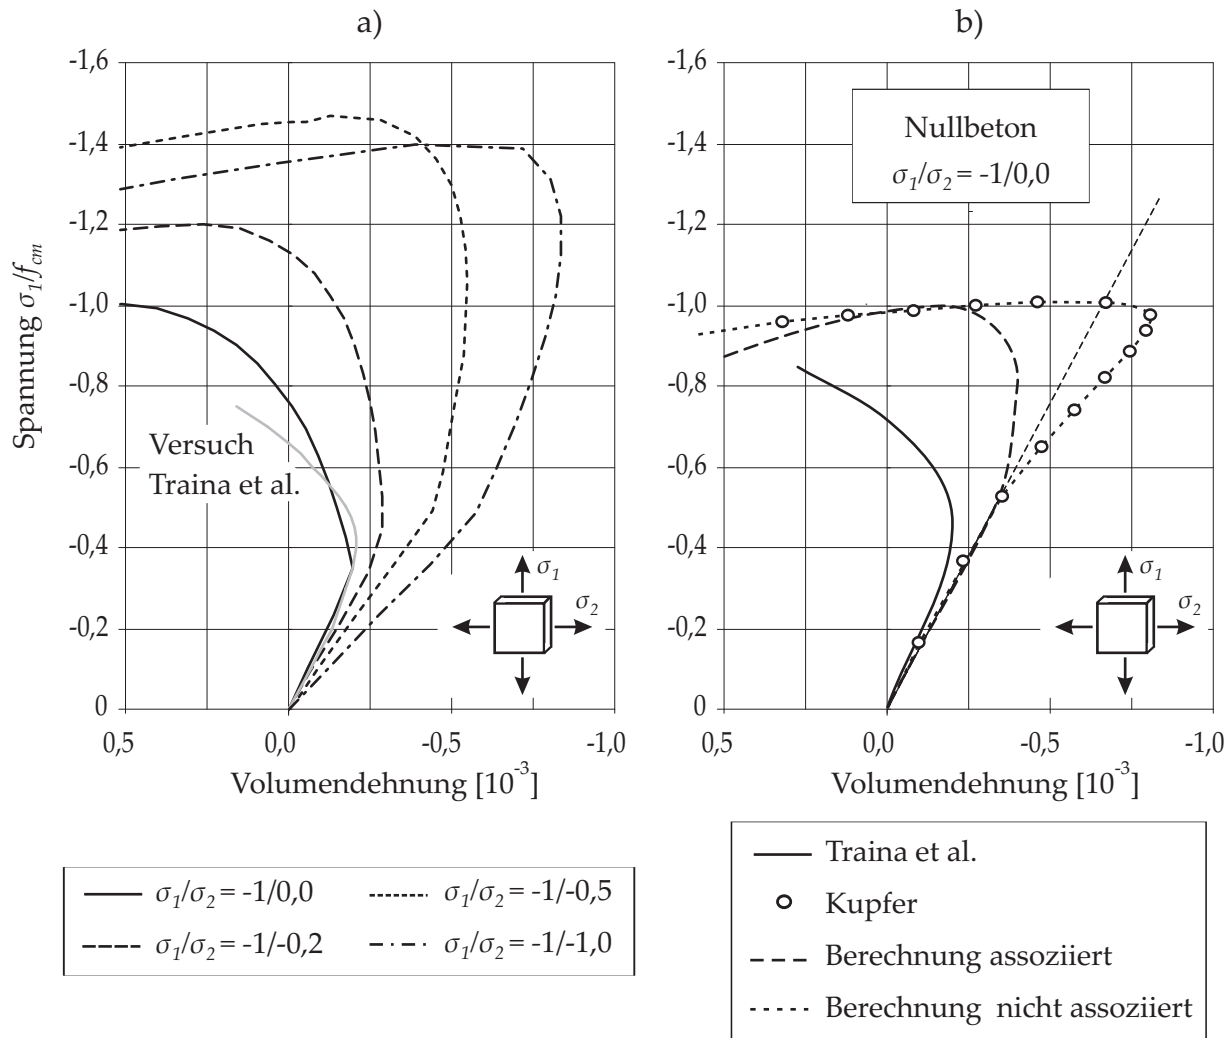 a)
-1,6
-1,4
-1,2
-1,0
-0,8
-0,6
-0,4
-0,2
0
Spannung σ1/fcm
Versuch
Traina et al.
σ1
σ2
0,5 0,0 -0,5 -1,0
Volumendehnung [10-3]
σ1/σ2 = -1/0,0 σ1/σ2 = -1/-0,5
σ1/σ2 = -1/-0,2 σ1/σ2 = -1/-1,0
b)
-1,6
-1,4
-1,2
-1,0
-0,8
-0,6
-0,4
-0,2
0
Nullbeton
σ1/σ2 = -1/0,0
σ1
σ2
0,5 0,0 -0,5 -1,0
Volumendehnung [10-3]
Traina et al.
Kupfer
Berechnung assoziiert
Berechnung nicht assoziiert